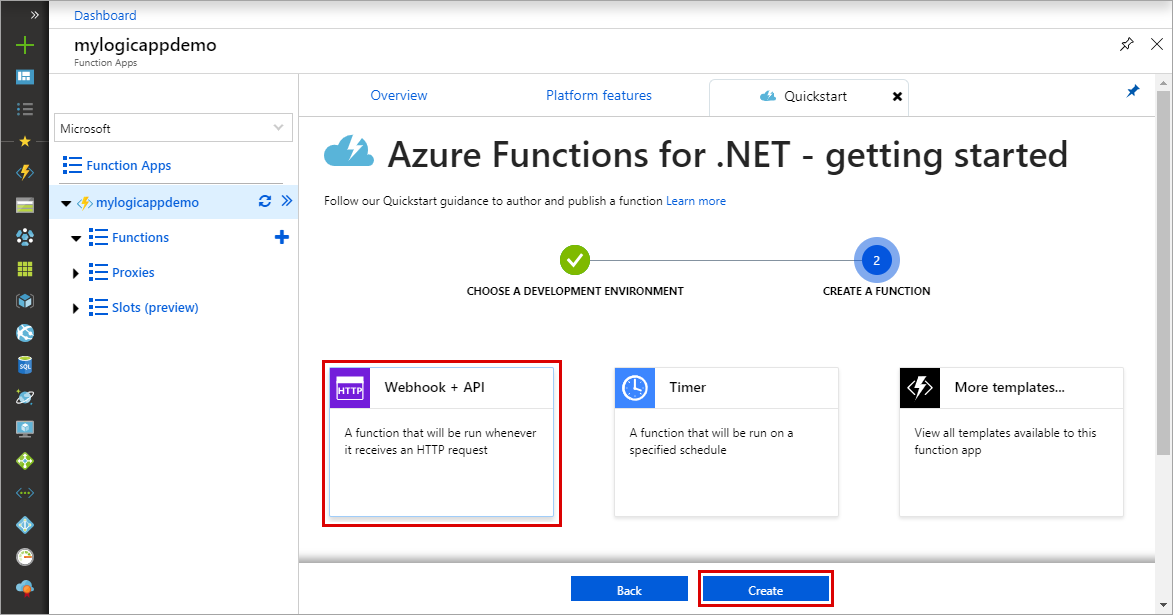 Dashboard
mylogicappdemo
Function Apps
Microsoft
Function Apps
mylogicappdemo
Functions
Proxies
Slots (preview)
Overview
Platform features
Quickstart
Azure Functions for .NET - getting started
Follow our Quickstart guidance to author and publish a function Learn more
2
CHOOSE A DEVELOPMENT ENVIRONMENT
CREATE A FUNCTION
HTTP
Webhook + API
A function that will be run whenever
it receives an HTTP request
Timer
A function that will be run on a
specified schedule
More templates...
View all templates available to this
function app
Back
Create
SQL